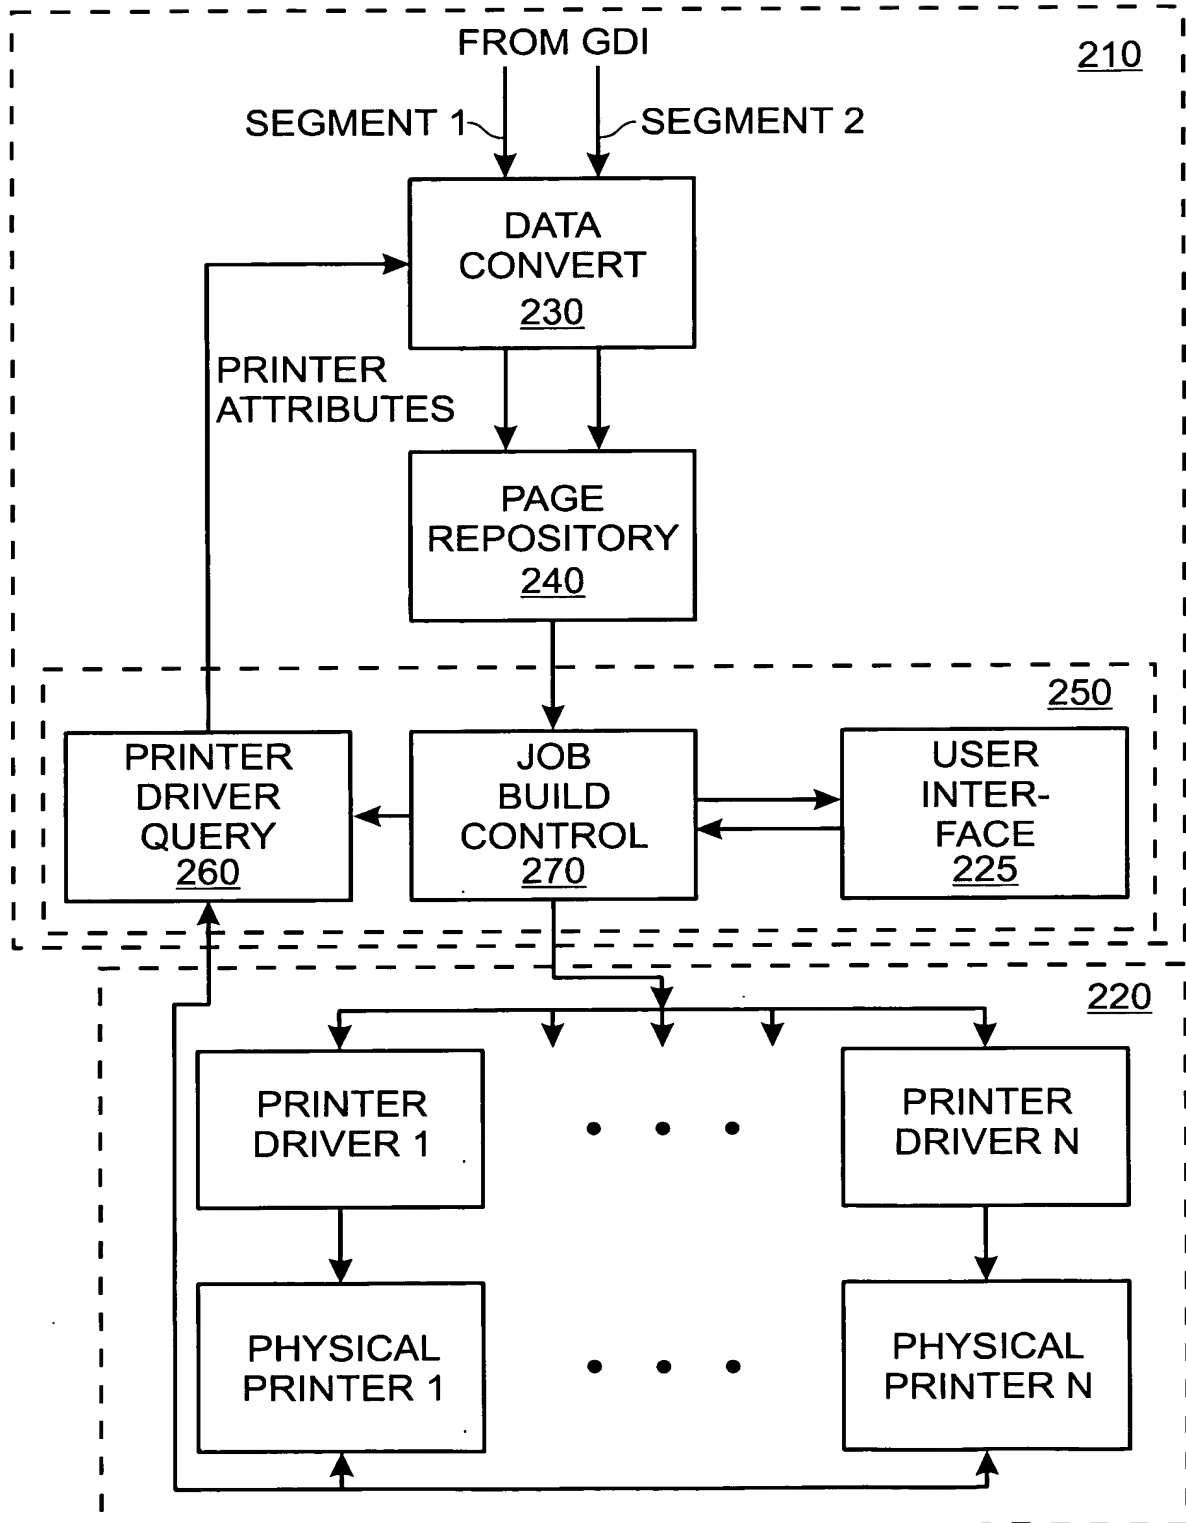 FROM GDI
210
SEGMENT 1
SEGMENT 2
DATA
CONVERT
230
PRINTER
ATTRIBUTES
PAGE
REPOSITORY
240
250
PRINTER
DRIVER
QUERY
260
JOB
BUILD
CONTROL
270
USER
INTER-
FACE
225
220
PRINTER
DRIVER 1
PRINTER
DRIVER N
PHYSICAL
PRINTER 1
PHYSICAL
PRINTER N